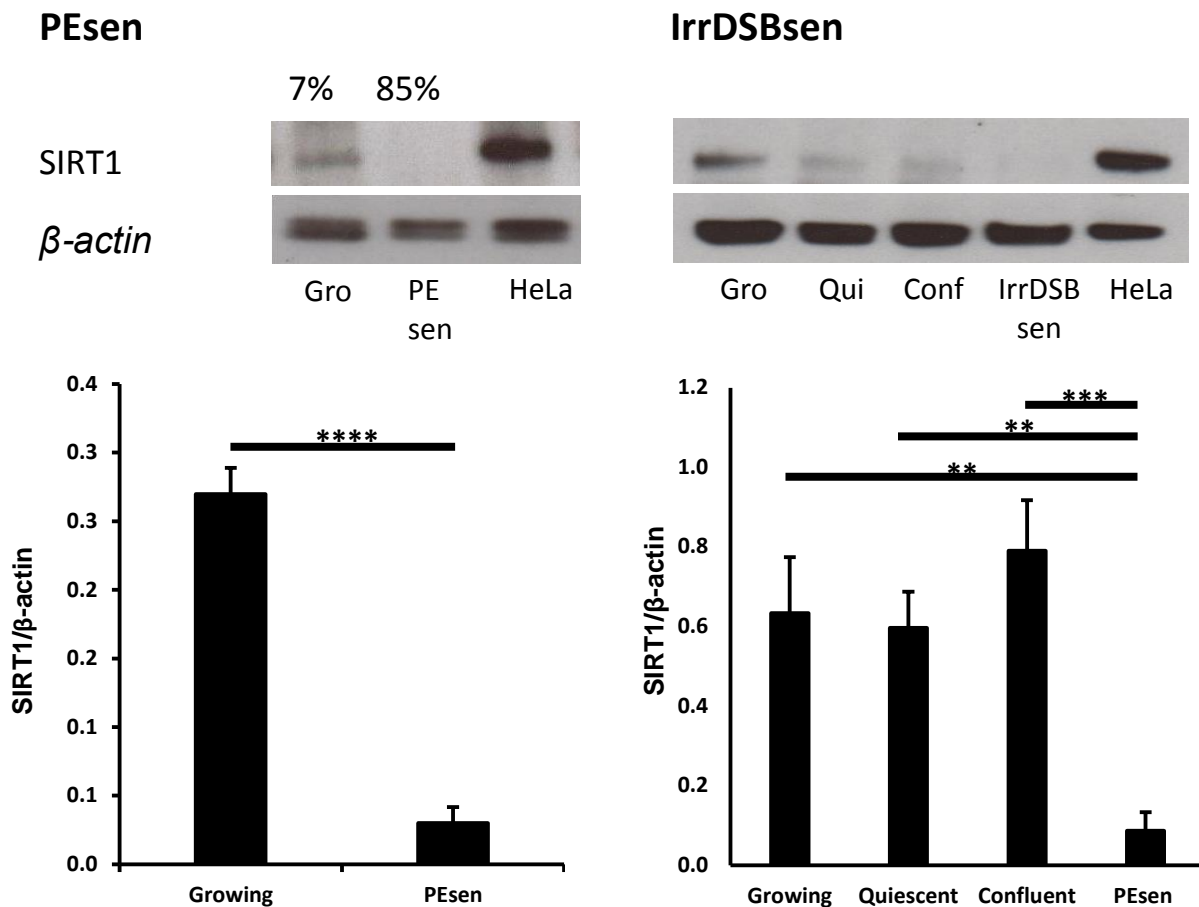 PEsen
7% 85%
SIRT1
β-actin
Gro PE sen HeLa
0.4
0.3
0.3
0.2
0.2
0.1
0.1
0.0
SIRT1/β-actin
****
Growing PEsen
IrrDSBsen
Gro Qui Conf IrrDSB sen HeLa
1.2
1.0
0.8
0.6
0.4
0.2
0.0
SIRT1/β-actin
***
**
**
Growing Quiescent Confluent PEsen